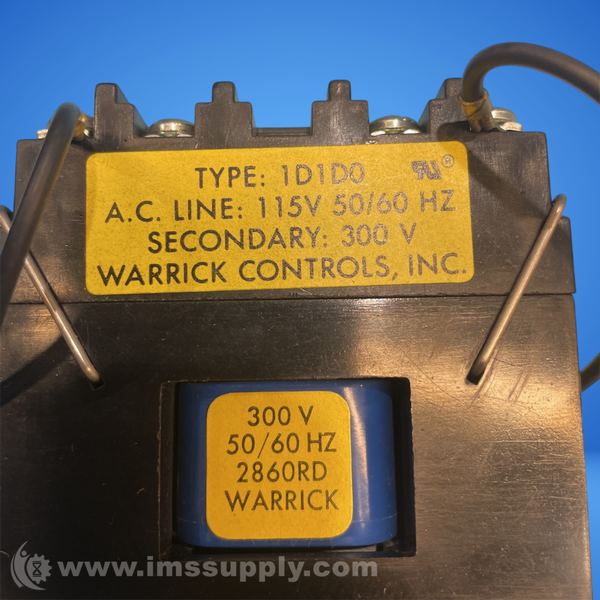 TYPE: 1D1D0 ®
A.C. LINE: 115V 50/60 HZ
SECONDARY: 300 V
WARRICK CONTROLS, INC.
300 V
50/60 HZ
2860RD
WARRICK
www.imssupply.com